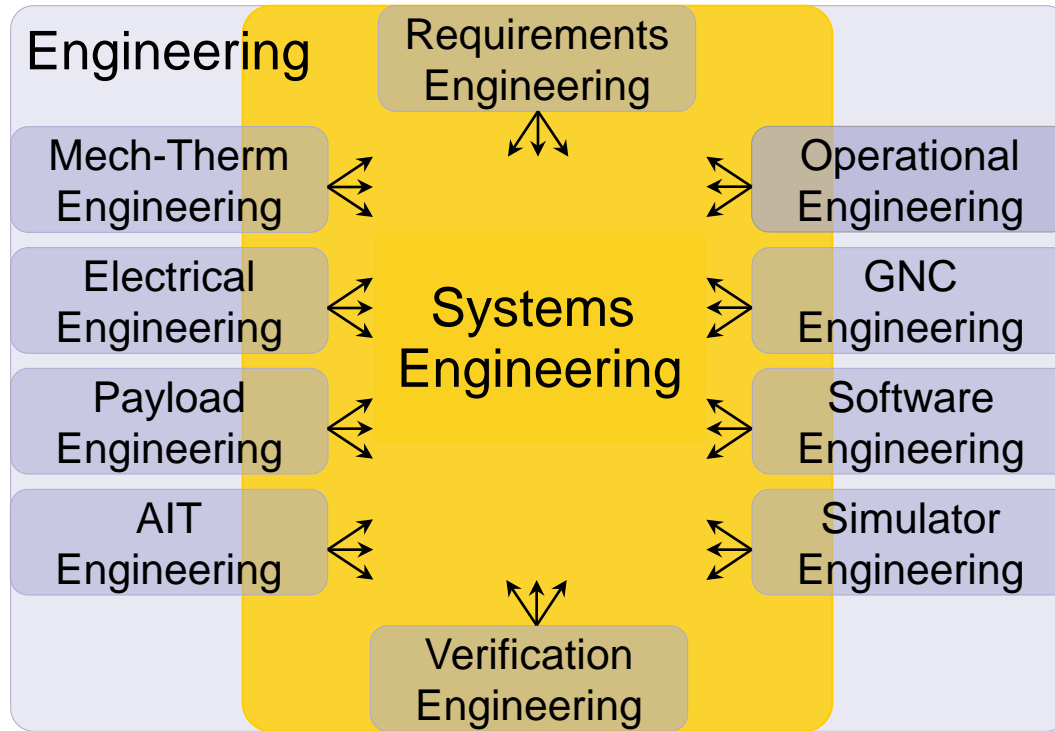 Engineering
Requirements
Engineering
Mech-Therm
Engineering
Operational
Engineering
Electrical
Engineering
GNC
Engineering
Systems
Engineering
Payload
Engineering
Software
Engineering
AIT
Engineering
Simulator
Engineering
Verification
Engineering